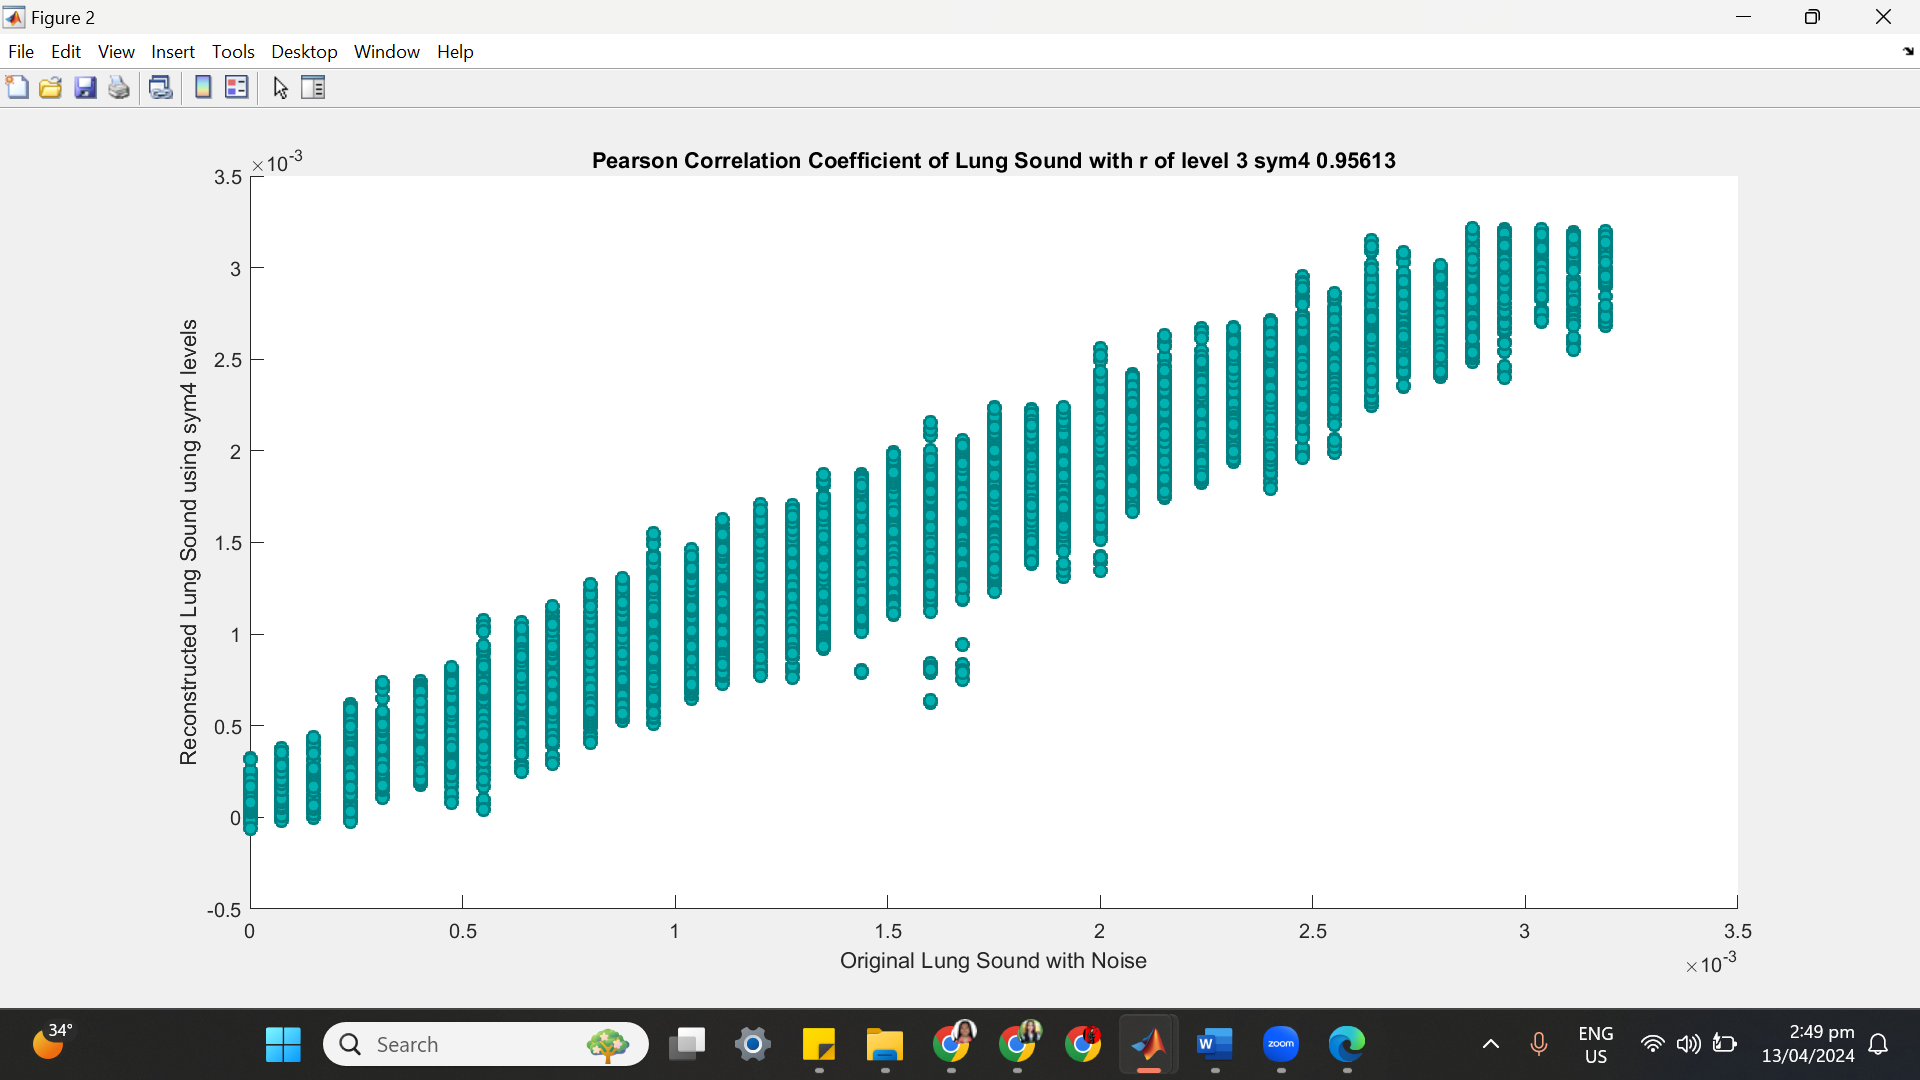 Figure 2
File Edit View Insert Tools Desktop Window Help
Pearson Correlation Coefficient of Lung Sound with r of level 3 sym4 0.95613
×10-3
3.5
3
2.5
2
1.5
1
0.5
0
-0.5
Reconstructed Lung Sound using sym4 levels
0 0.5 1 1.5 2 2.5 3 3.5
Original Lung Sound with Noise
×10-3
34°
Search
W
zoom
ENG
US
2:49 pm
13/04/2024